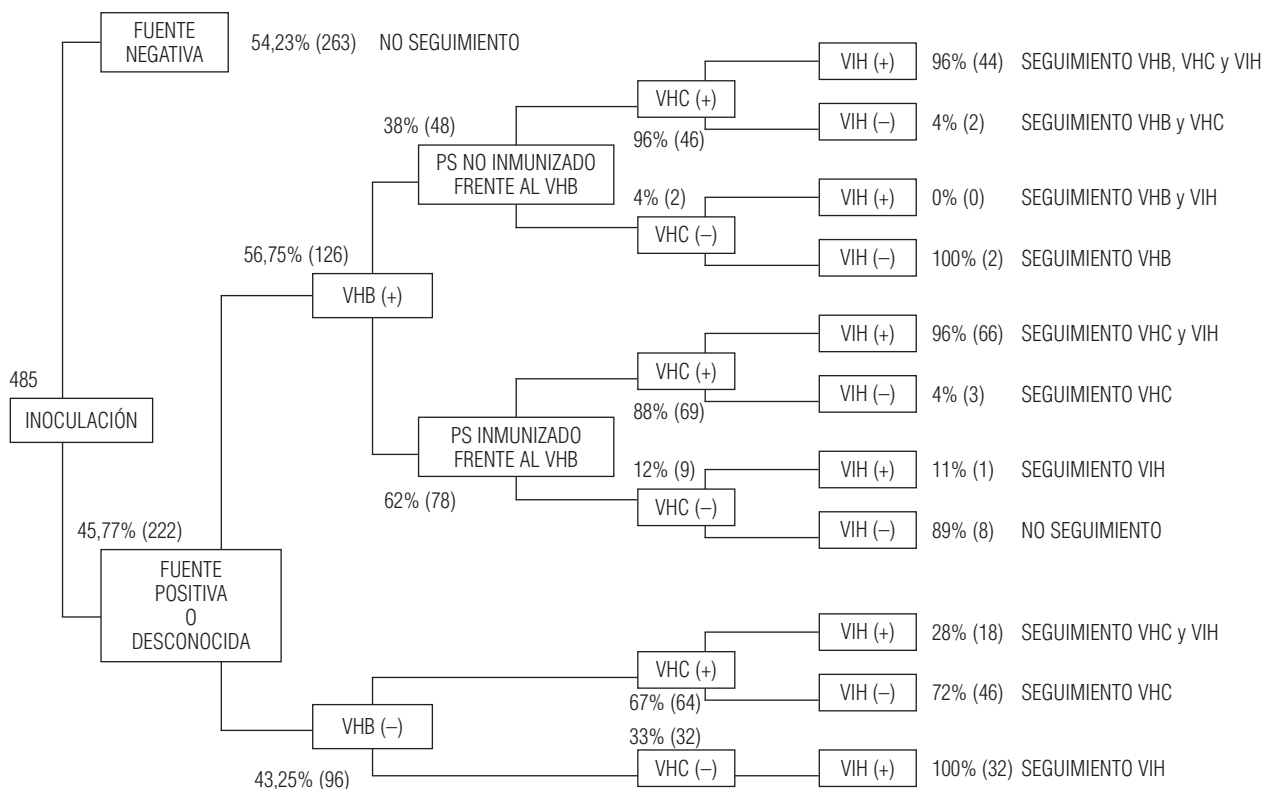 FUENTE
NEGATIVA
54,23% (263) NO SEGUIMIENTO
VIH (+) 96% (44) SEGUIMIENTO VHB, VHC y VIH
VHC (+)
96% (46)
VIH (–) 4% (2) SEGUIMIENTO VHB y VHC
38% (48)
PS NO INMUNIZADO
FRENTE AL VHB
4% (2)
VHC (–)
VIH (+) 0% (0) SEGUIMIENTO VHB y VIH
VIH (–) 100% (2) SEGUIMIENTO VHB
56,75% (126)
VHB (+)
VIH (+) 96% (66) SEGUIMIENTO VHC y VIH
VHC (+)
88% (69)
VIH (–) 4% (3) SEGUIMIENTO VHC
485
INOCULACIÓN
PS INMUNIZADO
FRENTE AL VHB
62% (78)
12% (9)
VHC (–)
VIH (+) 11% (1) SEGUIMIENTO VIH
VIH (–) 89% (8) NO SEGUIMIENTO
45,77% (222)
FUENTE
POSITIVA
O
DESCONOCIDA
VIH (+) 28% (18) SEGUIMIENTO VHC y VIH
VHC (+)
67% (64)
VIH (–) 72% (46) SEGUIMIENTO VHC
VHB (–)
43,25% (96)
33% (32)
VHC (–)
VIH (+) 100% (32) SEGUIMIENTO VIH